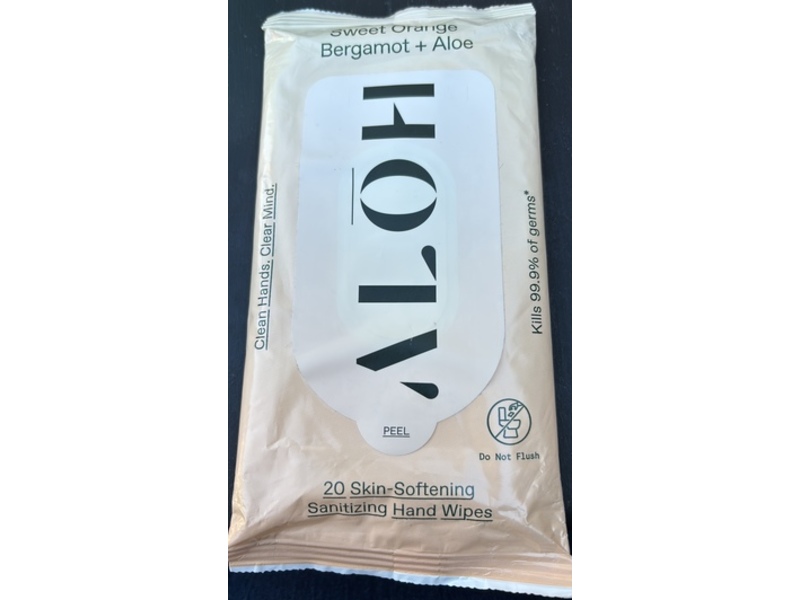 Sweet Orange
Bergamot + Aloe
ALŌH
Clean Hands. Clear Mind.
Kills 99.9% of germs*
PEEL
Do Not Flush
20 Skin-Softening
Sanitizing Hand Wipes